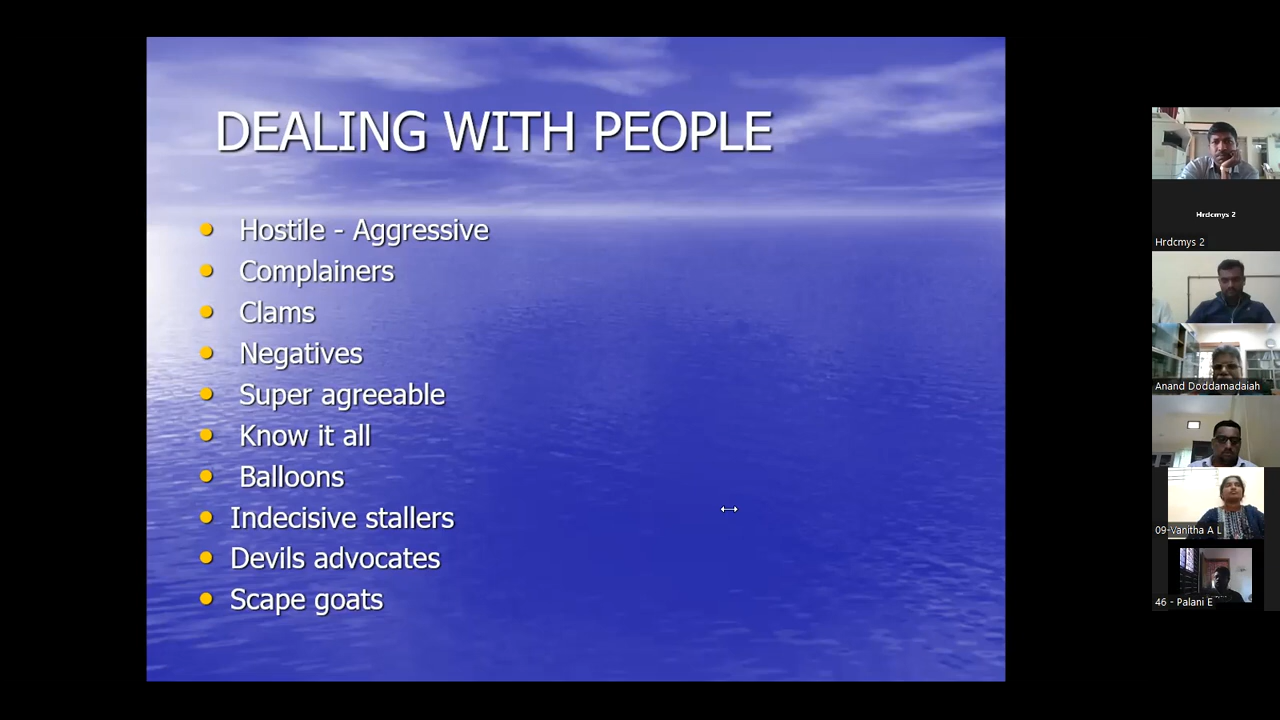 DEALING WITH PEOPLE
Hostile - Aggressive
Complainers
Clams
Negatives
Super agreeable
Know it all
Balloons
Indecisive stallers
Devils advocates
Scape goats
Hrdcmys 2
Hrdcmys 2
Anand Doddamadaiah
09-Vanitha A L
46 - Palani E